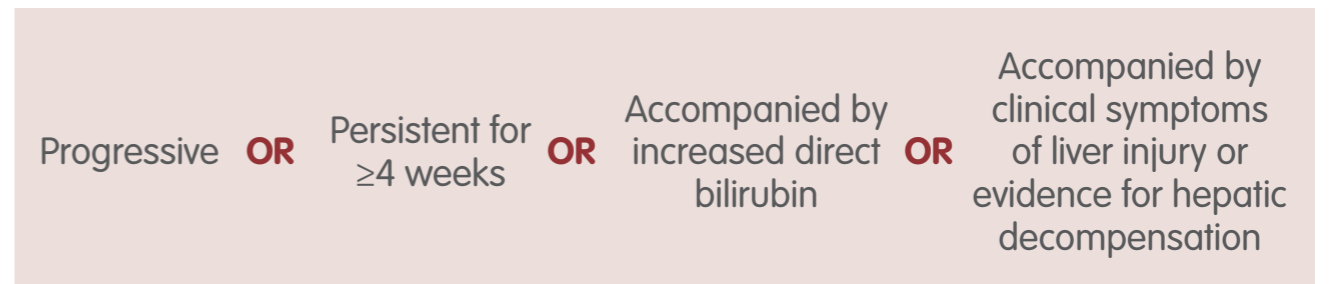 Progressive
OR
Persistent for
≥4 weeks
OR
Accompanied by
increased direct
bilirubin
OR
Accompanied by
clinical symptoms
of liver injury or
evidence for hepatic
decompensation